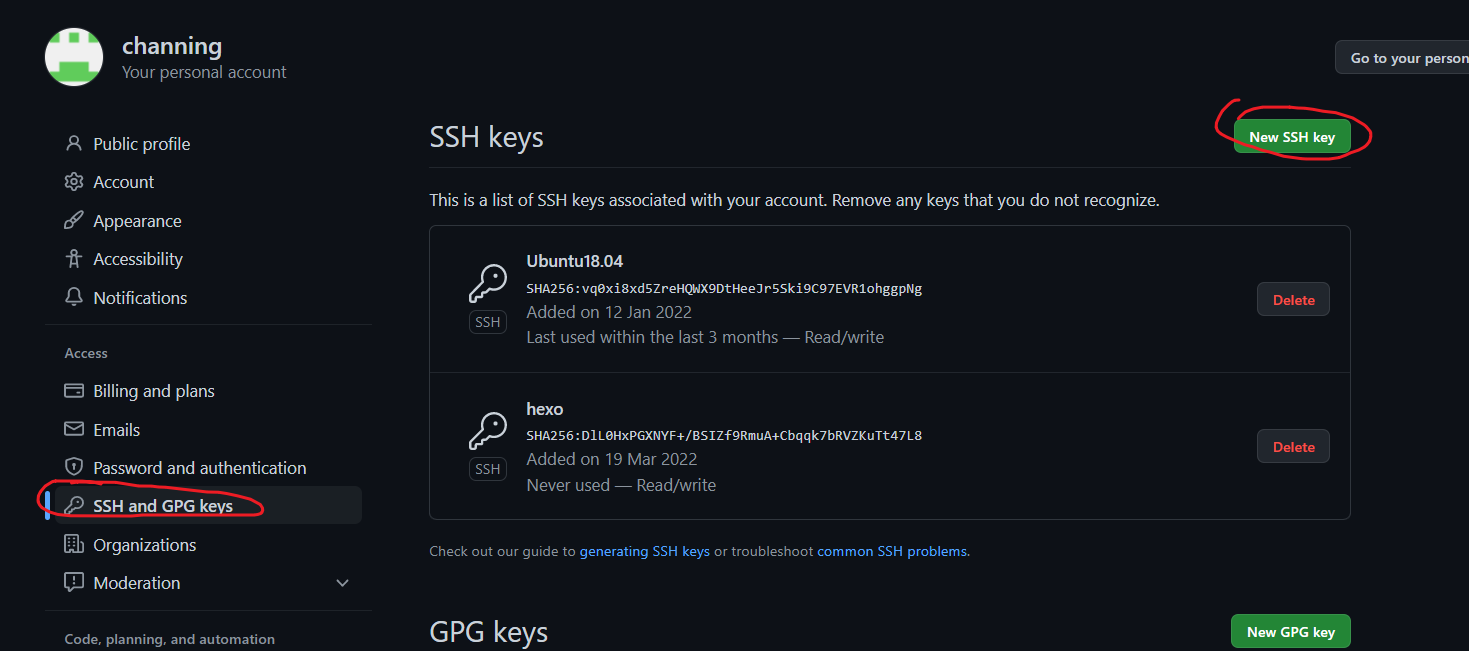 channing
Your personal account
Go to your person
Public profile
Account
Appearance
Accessibility
Notifications
Access
Billing and plans
Emails
Password and authentication
SSH and GPG keys
Organizations
Moderation
Code, planning, and automation
SSH keys
New SSH key
This is a list of SSH keys associated with your account. Remove any keys that you do not recognize.
Ubuntu18.04
SHA256:vq0xi8xd5ZreHQWX9DtHeeJr5Ski9C97EVR1ohggpNg
Added on 12 Jan 2022
Last used within the last 3 months — Read/write
SSH
Delete
hexo
SHA256:DlL0HxPGXNYF+/BSIZf9RmuA+Cbqqk7bRVZKuTt47L8
Added on 19 Mar 2022
Never used — Read/write
SSH
Delete
Check out our guide to generating SSH keys or troubleshoot common SSH problems.
GPG keys
New GPG key